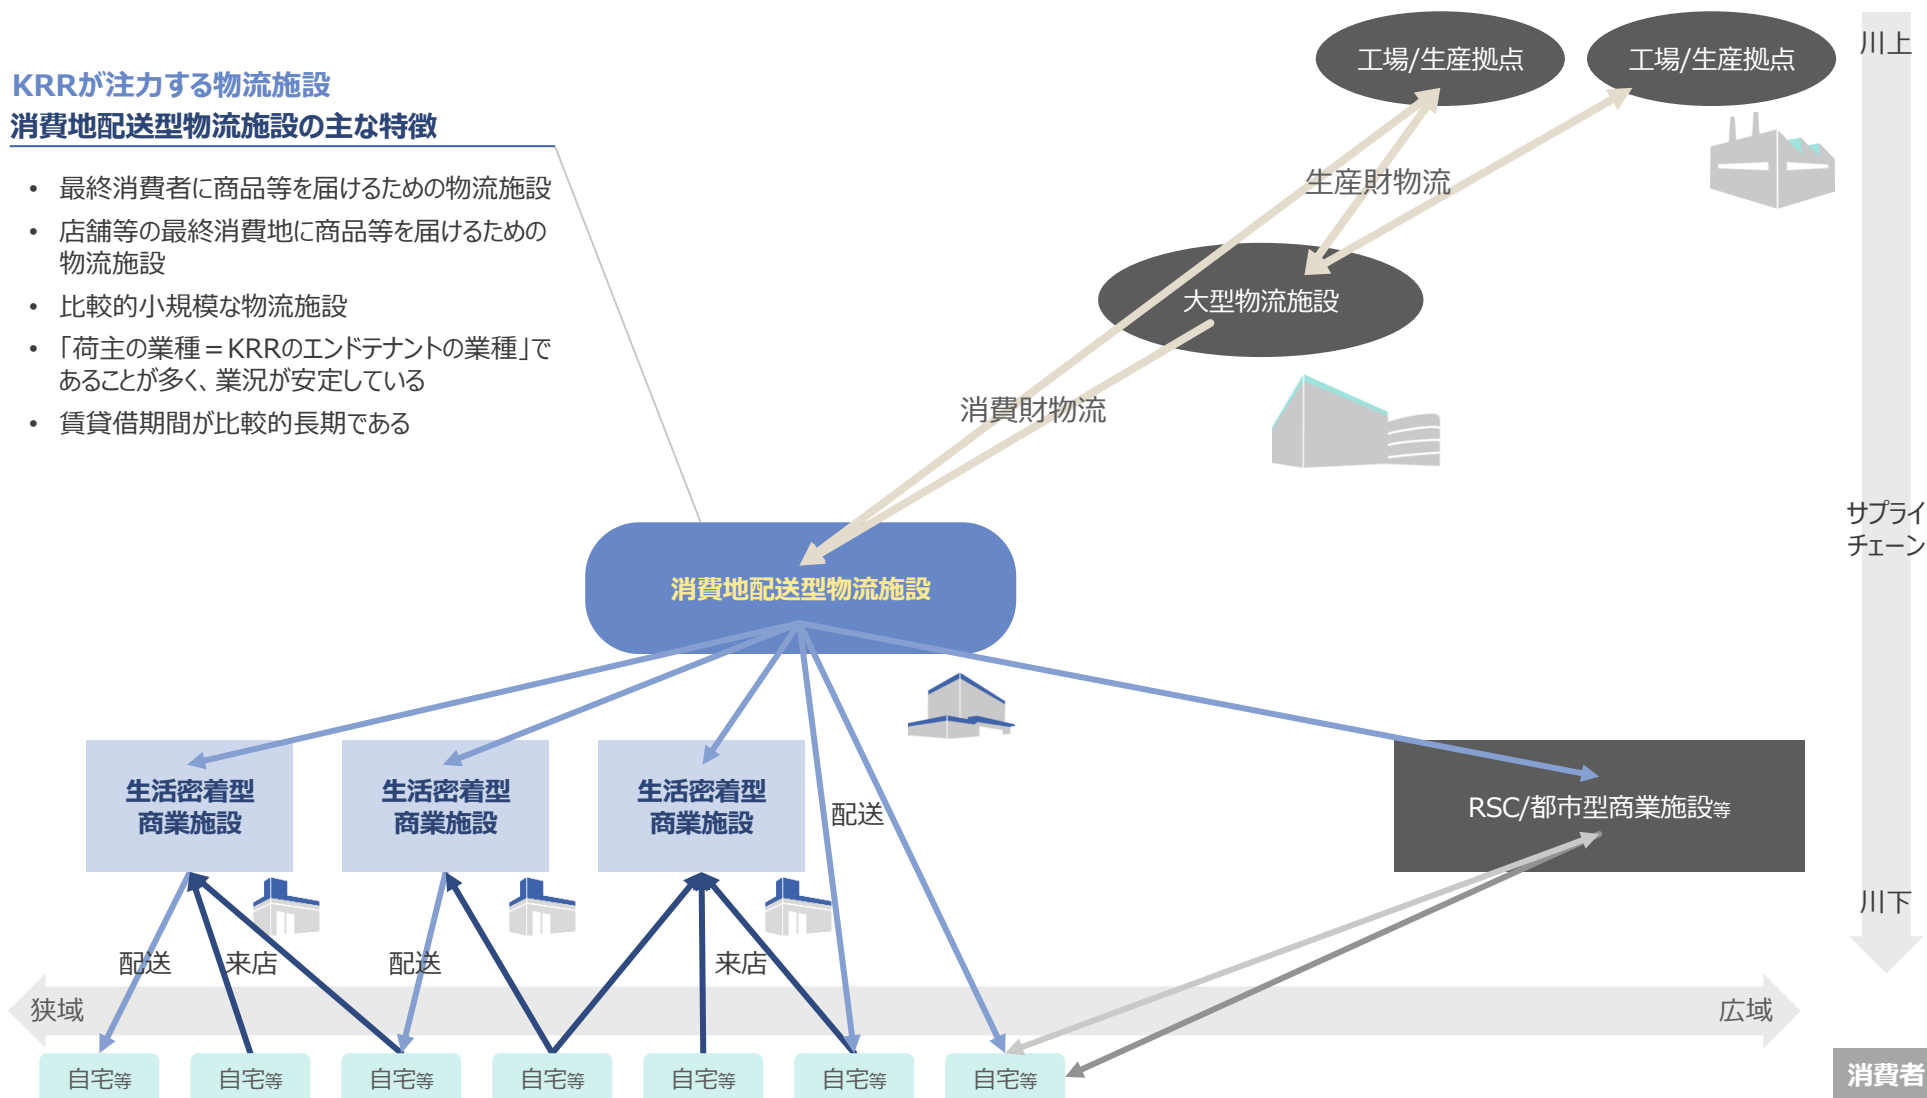 KRRが注力する物流施設
消費地配送型物流施設の主な特徴
• 最終消費者に商品等を届けるための物流施設
• 店舗等の最終消費地に商品等を届けるための
物流施設
• 比較的小規模な物流施設
• 「荷主の業種＝KRRのエンドテナントの業種」で
あることが多く、業況が安定している
• 賃貸借期間が比較的長期である
工場/生産拠点
工場/生産拠点
川上
生産財物流
大型物流施設
消費財物流
サプライ
チェーン
消費地配送型物流施設
生活密着型
商業施設
生活密着型
商業施設
生活密着型
商業施設
配送
RSC/都市型商業施設等
川下
配送
来店
配送
来店
狭域
広域
自宅等
自宅等
自宅等
自宅等
自宅等
自宅等
自宅等
消費者